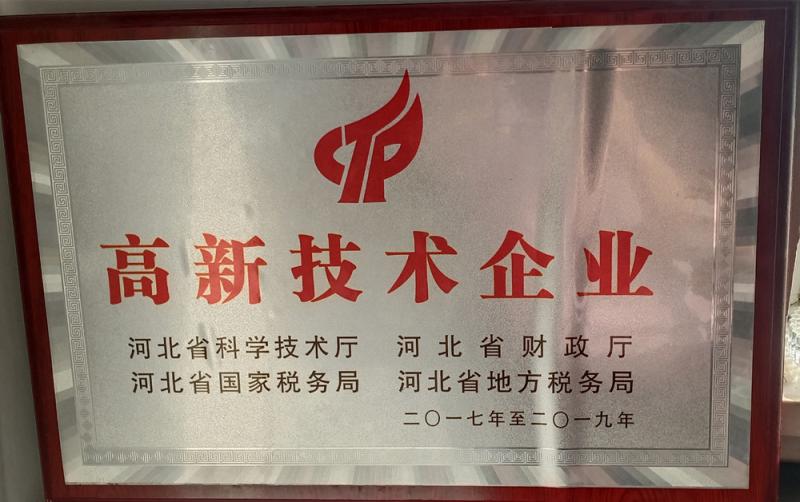 CTP
高新技术企业
河北省科学技术厅 河北省财政厅
河北省国家税务局 河北省地方税务局
二〇一七年至二〇一九年